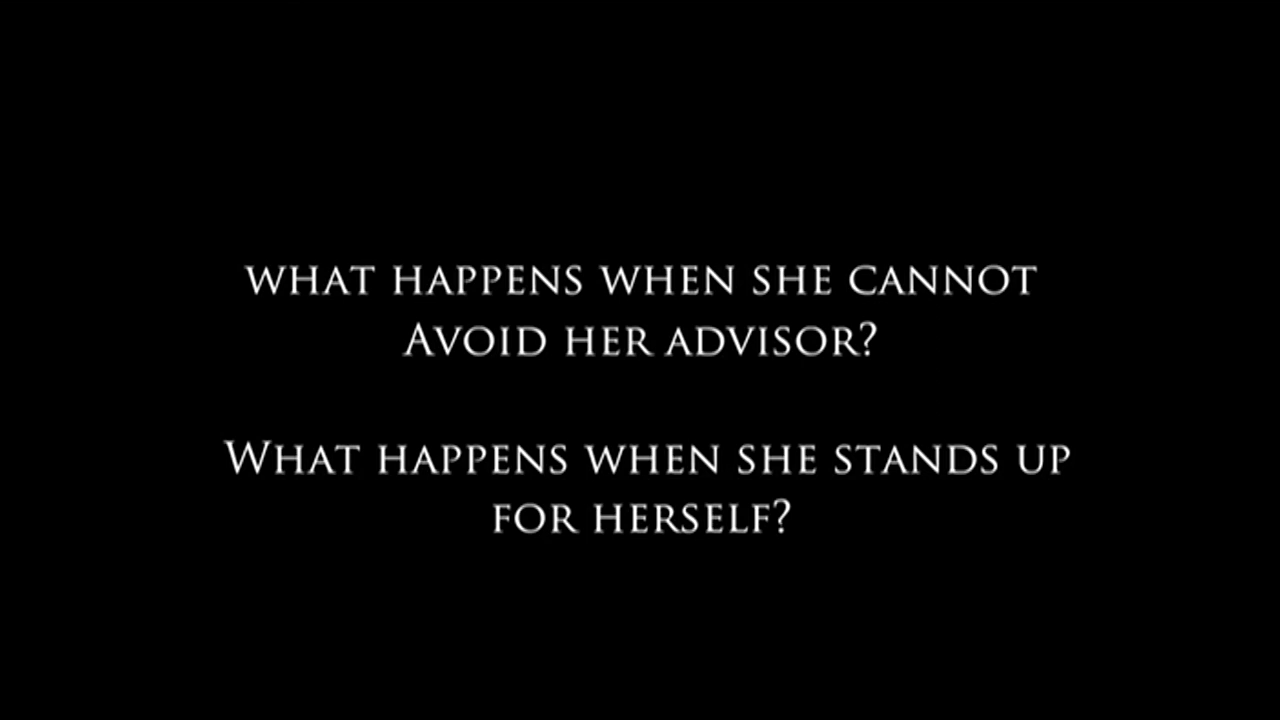 WHAT HAPPENS WHEN SHE CANNOT
AVOID HER ADVISOR?
WHAT HAPPENS WHEN SHE STANDS UP
FOR HERSELF?